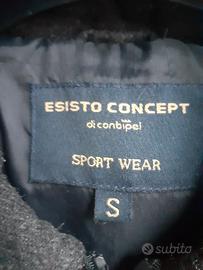 ESISTO CONCEPT
di conbipel
SPORT WEAR
S
subito